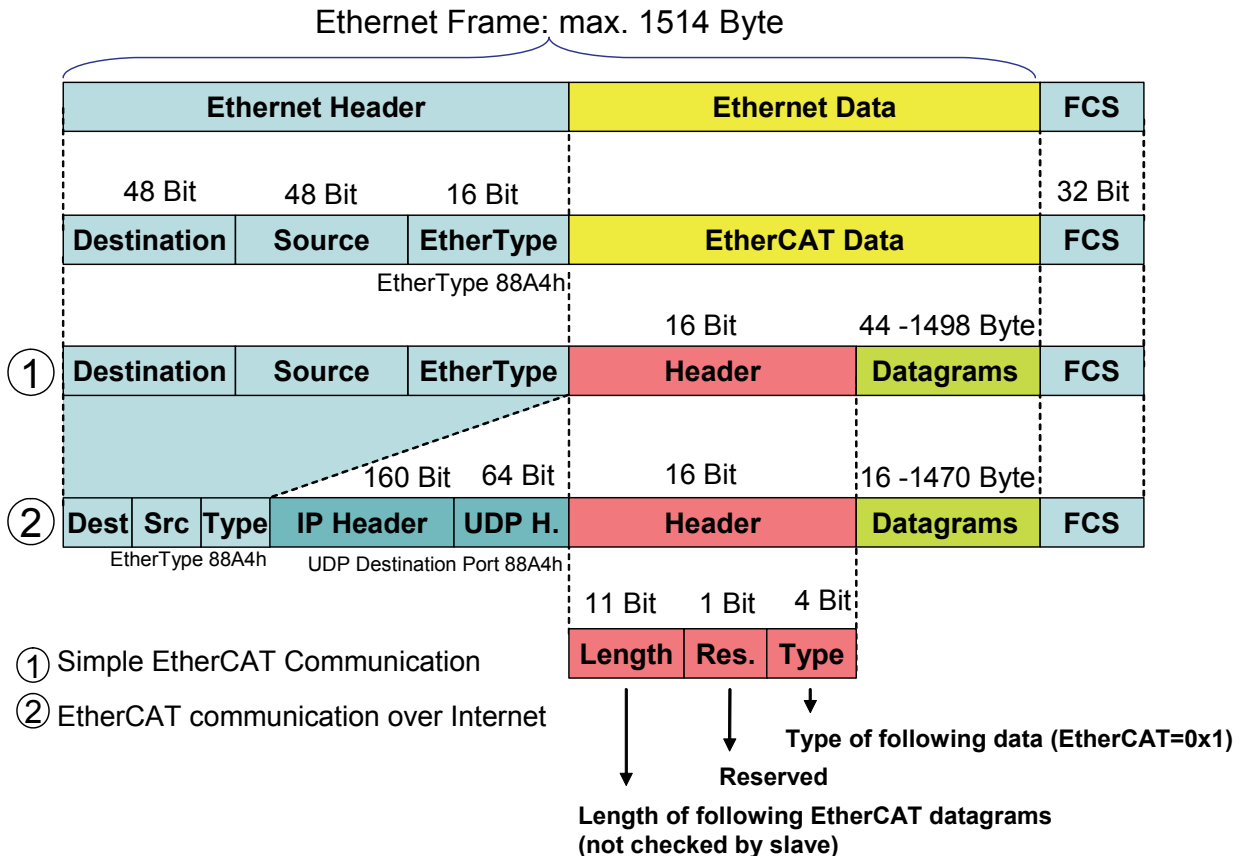 Ethernet Frame: max. 1514 Byte
Ethernet Header Ethernet Data FCS
48 Bit 48 Bit 16 Bit 32 Bit
Destination Source EtherType EtherCAT Data FCS
EtherType 88A4h
16 Bit 44 -1498 Byte
1 Destination Source EtherType Header Datagrams FCS
160 Bit 64 Bit 16 Bit 16 -1470 Byte
2 Dest Src Type IP Header UDP H. Header Datagrams FCS
EtherType 88A4h UDP Destination Port 88A4h
11 Bit 1 Bit 4 Bit
Length Res. Type
1 Simple EtherCAT Communication
2 EtherCAT communication over Internet
Type of following data (EtherCAT=0x1)
Reserved
Length of following EtherCAT datagrams
(not checked by slave)